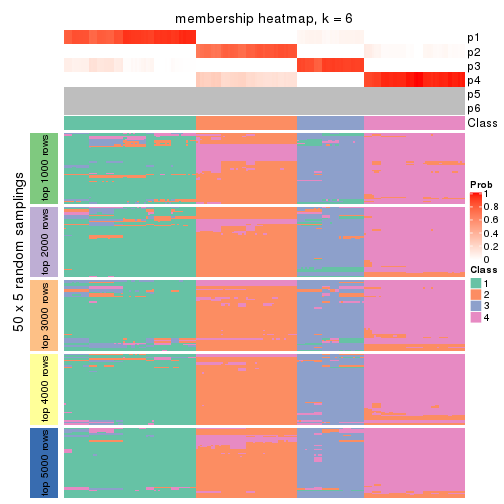 membership heatmap, k = 6
p1
p2
p3
p4
p5
p6
Class
50 x 5 random samplings
top 1000 rows
top 2000 rows
top 3000 rows
top 4000 rows
top 5000 rows
Prob
1
0.8
0.6
0.4
0.2
0
Class
1
2
3
4